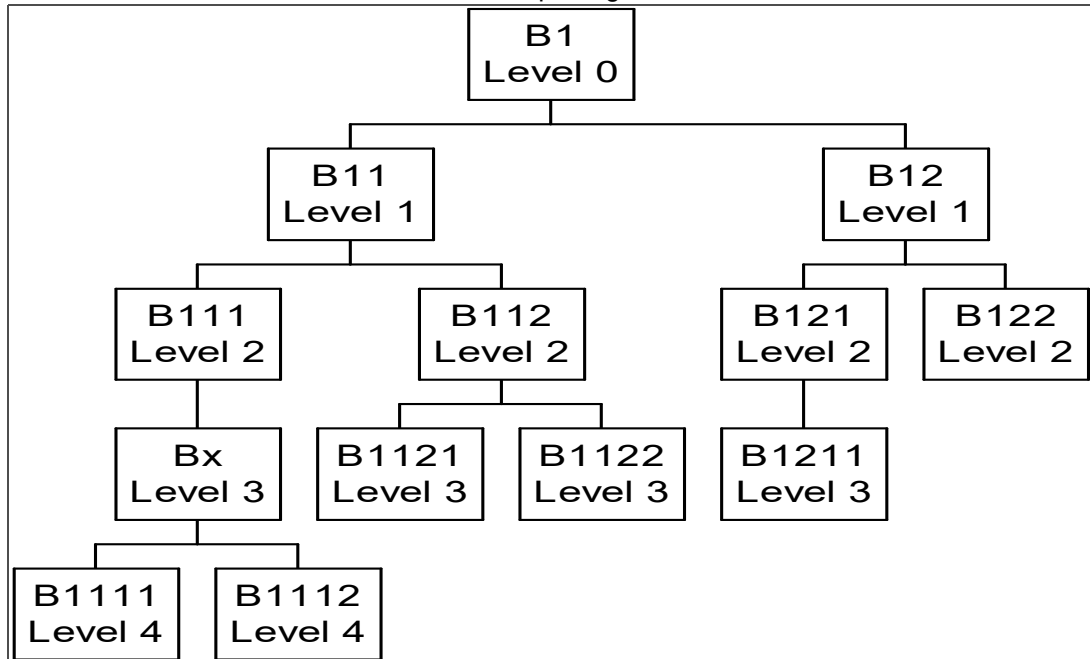 B1
Level 0
B11
Level 1
B12
Level 1
B111
Level 2
B112
Level 2
B121
Level 2
B122
Level 2
Bx
Level 3
B1121
Level 3
B1122
Level 3
B1211
Level 3
B1111
Level 4
B1112
Level 4